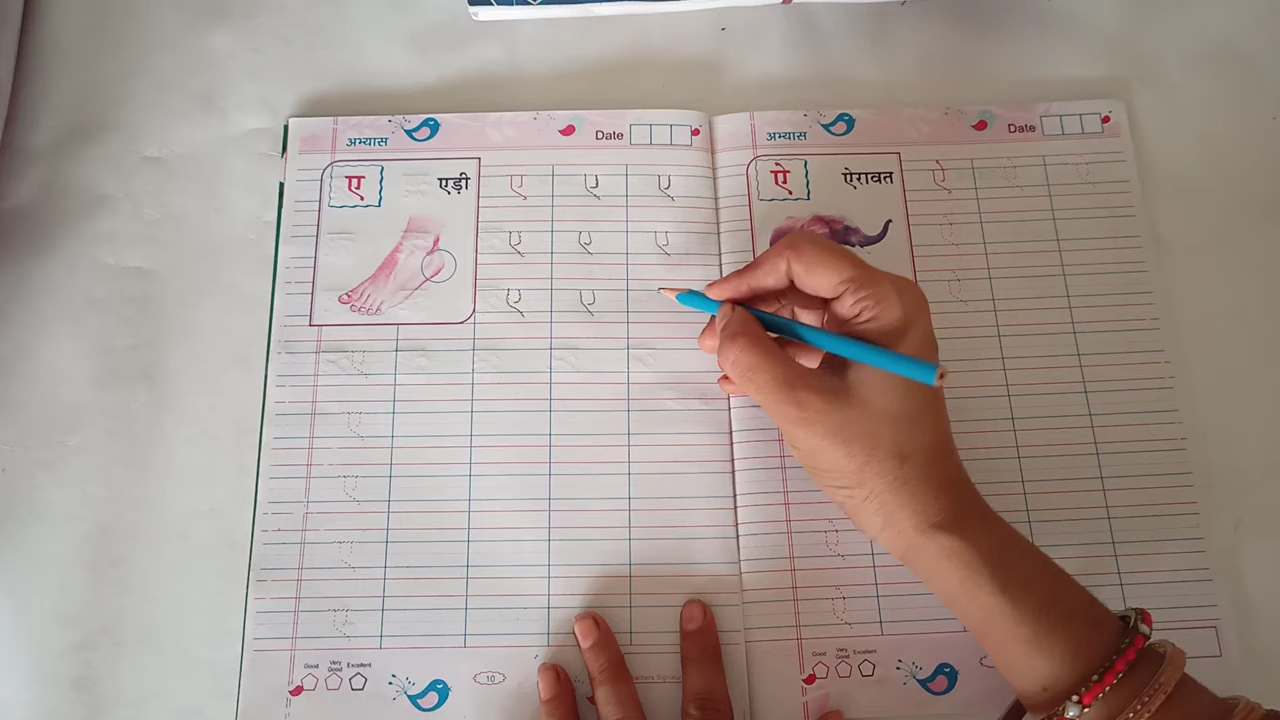 अभ्यास Date
ए एड़ी ए ए ए
ए ए ए
ए ए
ए
ए
ए
ए
ए
Good Very Good Excellent
10
अभ्यास Date
ऐ ऐरावत ऐ
Good Very Good Excellent